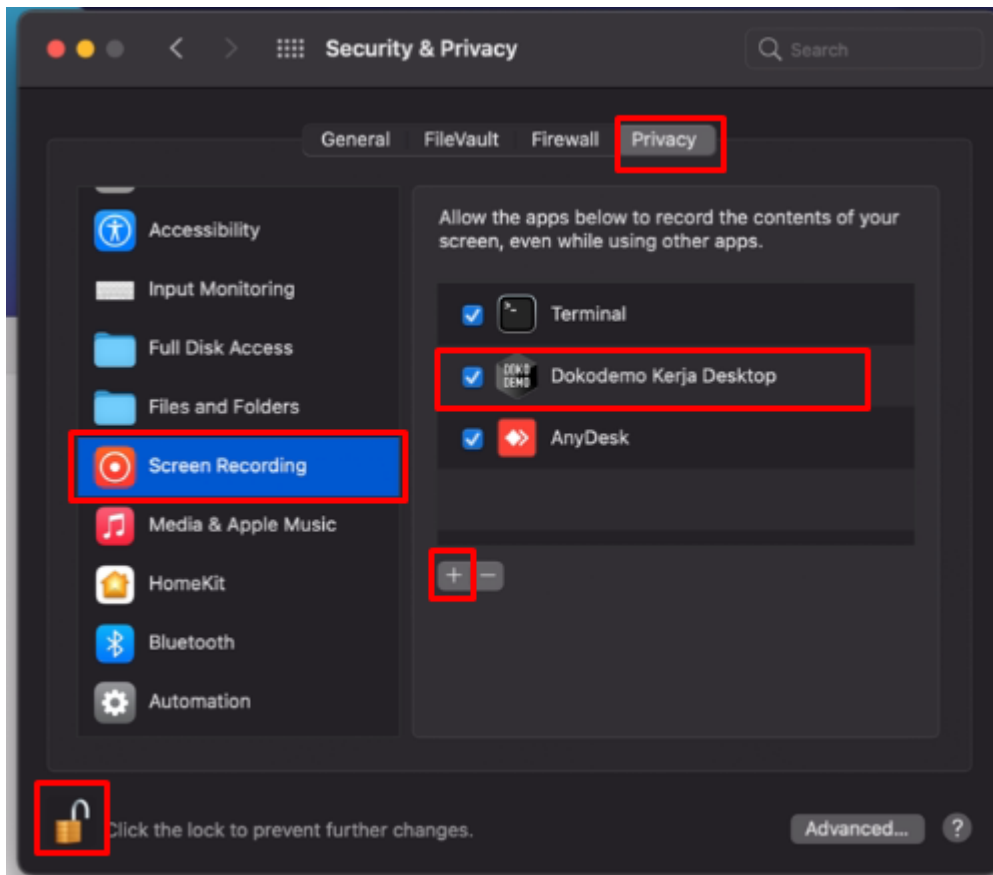 Security & Privacy
Search
General FileVault Firewall Privacy
Accessibility
Input Monitoring
Full Disk Access
Files and Folders
Screen Recording
Media & Apple Music
HomeKit
Bluetooth
Automation
Allow the apps below to record the contents of your
screen, even while using other apps.
Terminal
DOKO
DEMO
Dokodemo Kerja Desktop
AnyDesk
Click the lock to prevent further changes.
Advanced...
?